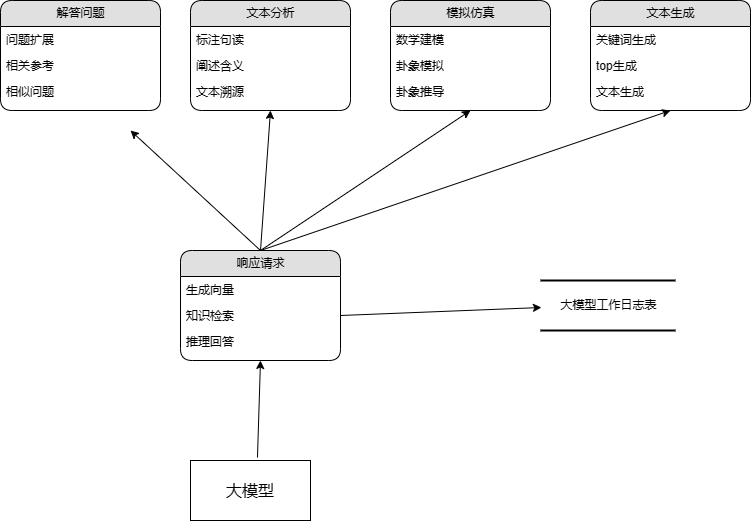 解答问题
问题扩展
相关参考
相似问题
文本分析
标注句读
阐述含义
文本溯源
模拟仿真
数学建模
卦象模拟
卦象推导
文本生成
关键词生成
top生成
文本生成
响应请求
生成向量
知识检索
推理回答
大模型工作日志表
大模型